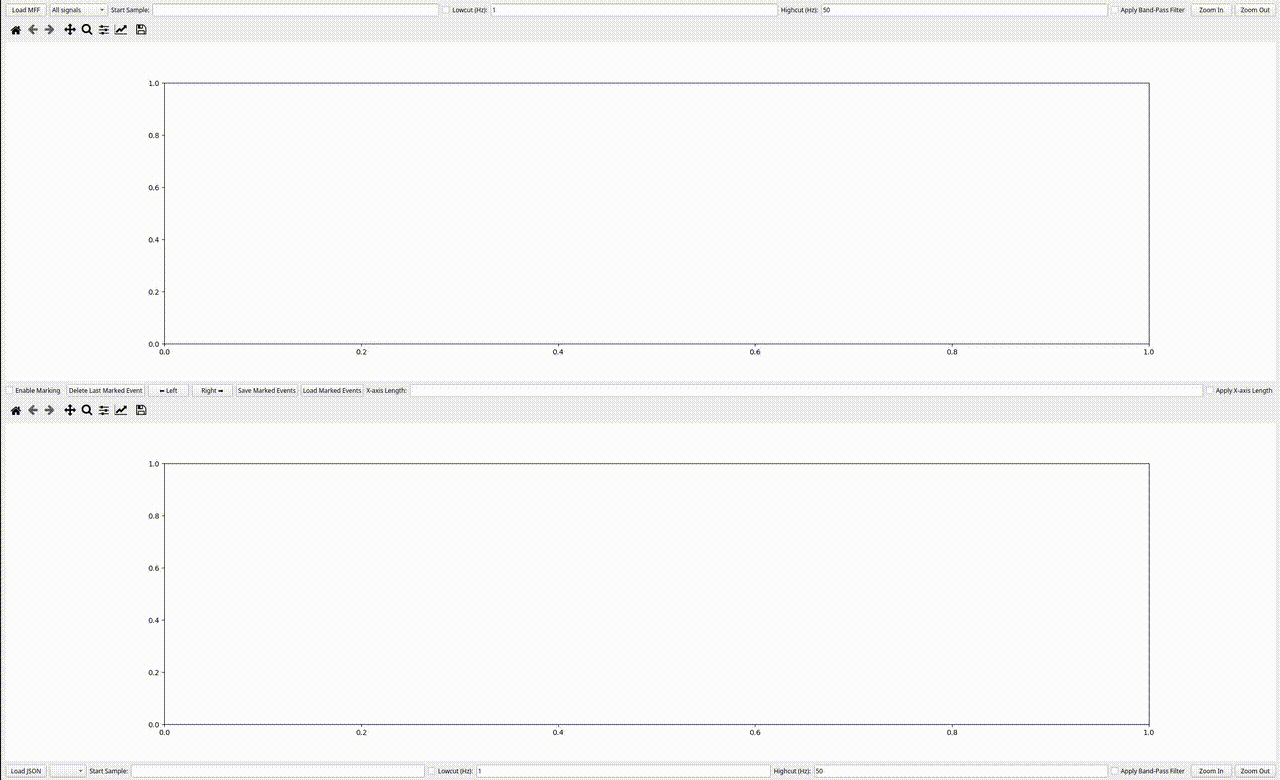 Load MFF All signals Start Sample: Lowcut (Hz): 1 Highcut (Hz): 50 Apply Band-Pass Filter Zoom In Zoom Out
1.0
0.8
0.6
0.4
0.2
0.0
0.0 0.2 0.4 0.6 0.8 1.0
Enable Marking Delete Last Marked Event ⬅ Left Right ➡ Save Marked Events Load Marked Events X-axis Length: Apply X-axis Length
1.0
0.8
0.6
0.4
0.2
0.0
0.0 0.2 0.4 0.6 0.8 1.0
Load JSON Start Sample: Lowcut (Hz): 1 Highcut (Hz): 50 Apply Band-Pass Filter Zoom In Zoom Out